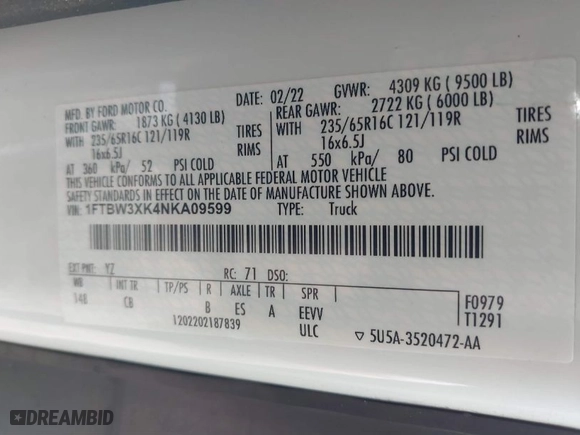 MFD. BY FORD MOTOR CO. DATE: 02/22 GVWR: 4309 KG ( 9500 LB)
FRONT GAWR: 1873 KG ( 4130 LB) REAR GAWR: 2722 KG ( 6000 LB)
WITH 235/65R16C 121/119R TIRES WITH 235/65R16C 121/119R TIRES
16x6.5J RIMS 16x6.5J RIMS
AT 360 kPa/ 52 PSI COLD AT 550 kPa/ 80 PSI COLD
THIS VEHICLE CONFORMS TO ALL APPLICABLE FEDERAL MOTOR VEHICLE
SAFETY STANDARDS IN EFFECT ON THE DATE OF MANUFACTURE SHOWN ABOVE.
VIN: 1FTBW3XK4NKA09599 TYPE: Truck
EXT PNT: YZ RC: 71 DSO:
WB INT TR TP/PS R AXLE TR SPR
148 CB B ES A EEVV
ULC
1202202187839
F0979
T1291
▽ 5U5A-3520472-AA
DREAMBID